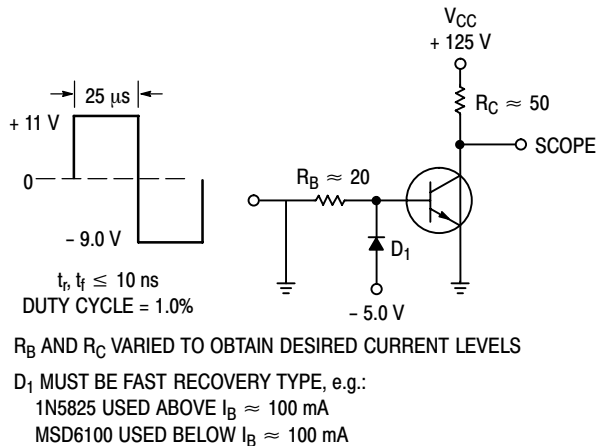 V_CC
+ 125 V
25 μs
R_C ≈ 50
+ 11 V
SCOPE
0
R_B ≈ 20
D_1
- 9.0 V
- 5.0 V
t_r, t_f ≤ 10 ns
DUTY CYCLE = 1.0%
R_B AND R_C VARIED TO OBTAIN DESIRED CURRENT LEVELS
D_1 MUST BE FAST RECOVERY TYPE, e.g.:
1N5825 USED ABOVE I_B ≈ 100 mA
MSD6100 USED BELOW I_B ≈ 100 mA